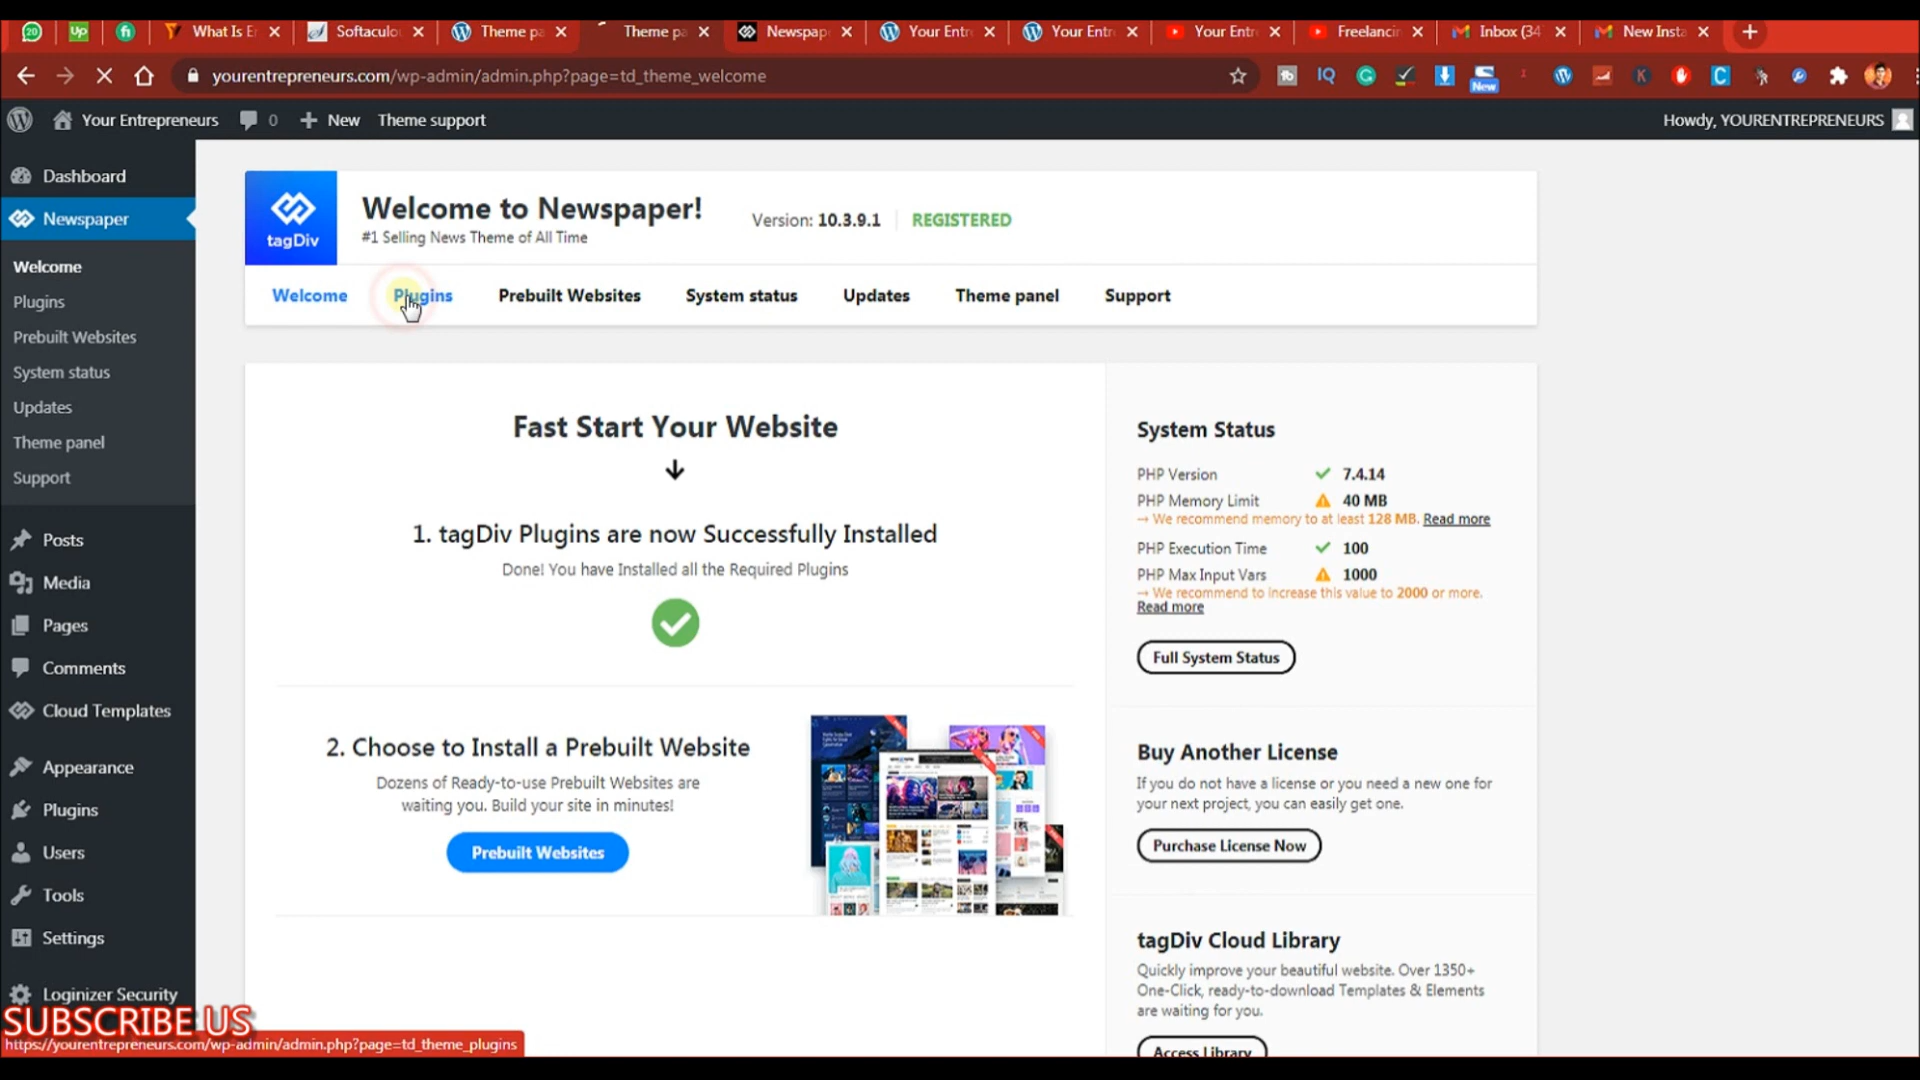 What Is E
Softaculo
Theme pa
Theme pa
Newspap
Your Entre
Your Entre
Your Entre
Freelancin
Inbox (34
New Insta
yourentrepreneurs.com/wp-admin/admin.php?page=td_theme_welcome
IQ
New
Your Entrepreneurs
0
New
Theme support
Howdy, YOURENTREPRENEURS
Dashboard
Newspaper
Welcome
Plugins
Prebuilt Websites
System status
Updates
Theme panel
Support
Posts
Media
Pages
Comments
Cloud Templates
Appearance
Plugins
Users
Tools
Settings
Loginizer Security
SUBSCRIBE US
https://yourentrepreneurs.com/wp-admin/admin.php?page=td_theme_plugins
tagDiv
Welcome to Newspaper!
#1 Selling News Theme of All Time
Version: 10.3.9.1
REGISTERED
Welcome
Plugins
Prebuilt Websites
System status
Updates
Theme panel
Support
Fast Start Your Website
1. tagDiv Plugins are now Successfully Installed
Done! You have Installed all the Required Plugins
2. Choose to Install a Prebuilt Website
Dozens of Ready-to-use Prebuilt Websites are
waiting you. Build your site in minutes!
Prebuilt Websites
System Status
PHP Version 7.4.14
PHP Memory Limit 40 MB
→ We recommend memory to at least 128 MB. Read more
PHP Execution Time 100
PHP Max Input Vars 1000
→ We recommend to increase this value to 2000 or more.
Read more
Full System Status
Buy Another License
If you do not have a license or you need a new one for
your next project, you can easily get one.
Purchase License Now
tagDiv Cloud Library
Quickly improve your beautiful website. Over 1350+
One-Click, ready-to-download Templates & Elements
are waiting for you.
Access Library